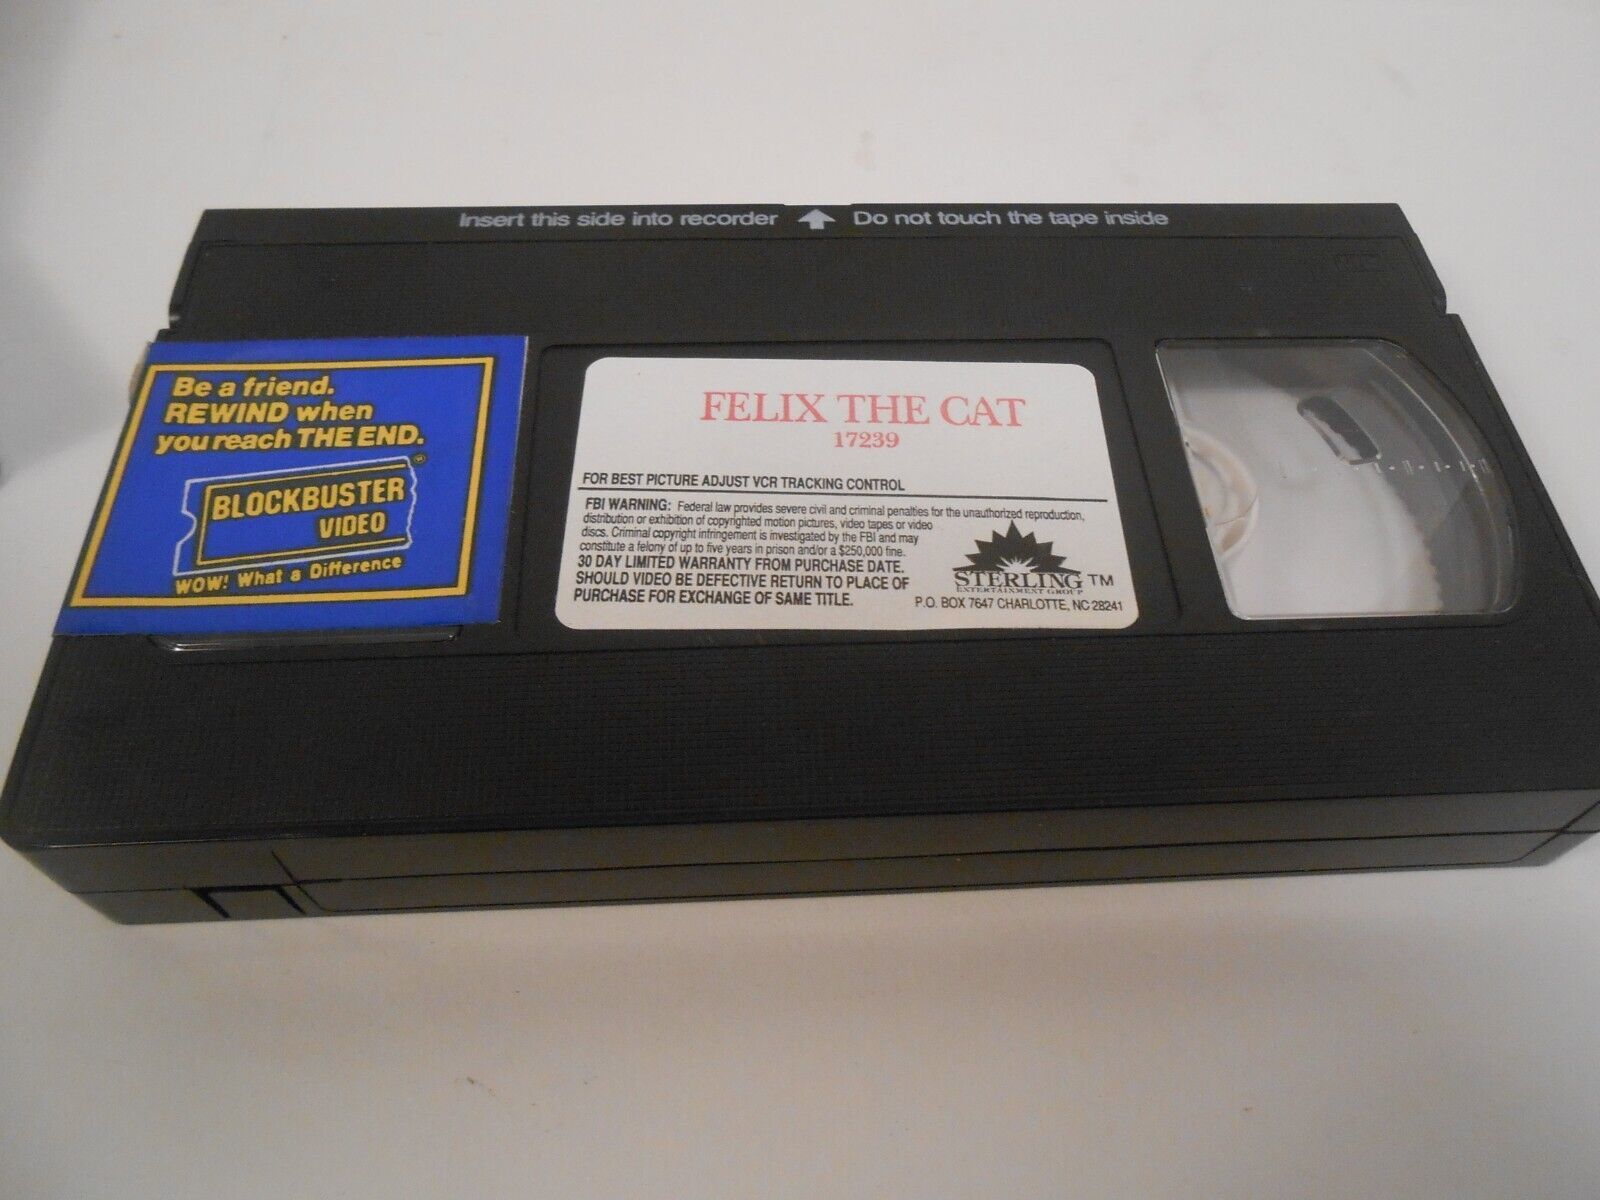 Insert this side into recorder Do not touch the tape inside
Be a friend.
REWIND when
you reach THE END.
BLOCKBUSTER®
VIDEO
WOW! What a Difference
FELIX THE CAT
17239
FOR BEST PICTURE ADJUST VCR TRACKING CONTROL
FBI WARNING: Federal law provides severe civil and criminal penalties for the unauthorized reproduction,
distribution or exhibition of copyrighted motion pictures, video tapes or video
discs. Criminal copyright infringement is investigated by the FBI and may
constitute a felony of up to five years in prison and/or a $250,000 fine.
30 DAY LIMITED WARRANTY FROM PURCHASE DATE.
SHOULD VIDEO BE DEFECTIVE RETURN TO PLACE OF
PURCHASE FOR EXCHANGE OF SAME TITLE.
STERLING TM
ENTERTAINMENT GROUP
P.O. BOX 7647 CHARLOTTE, NC 28241